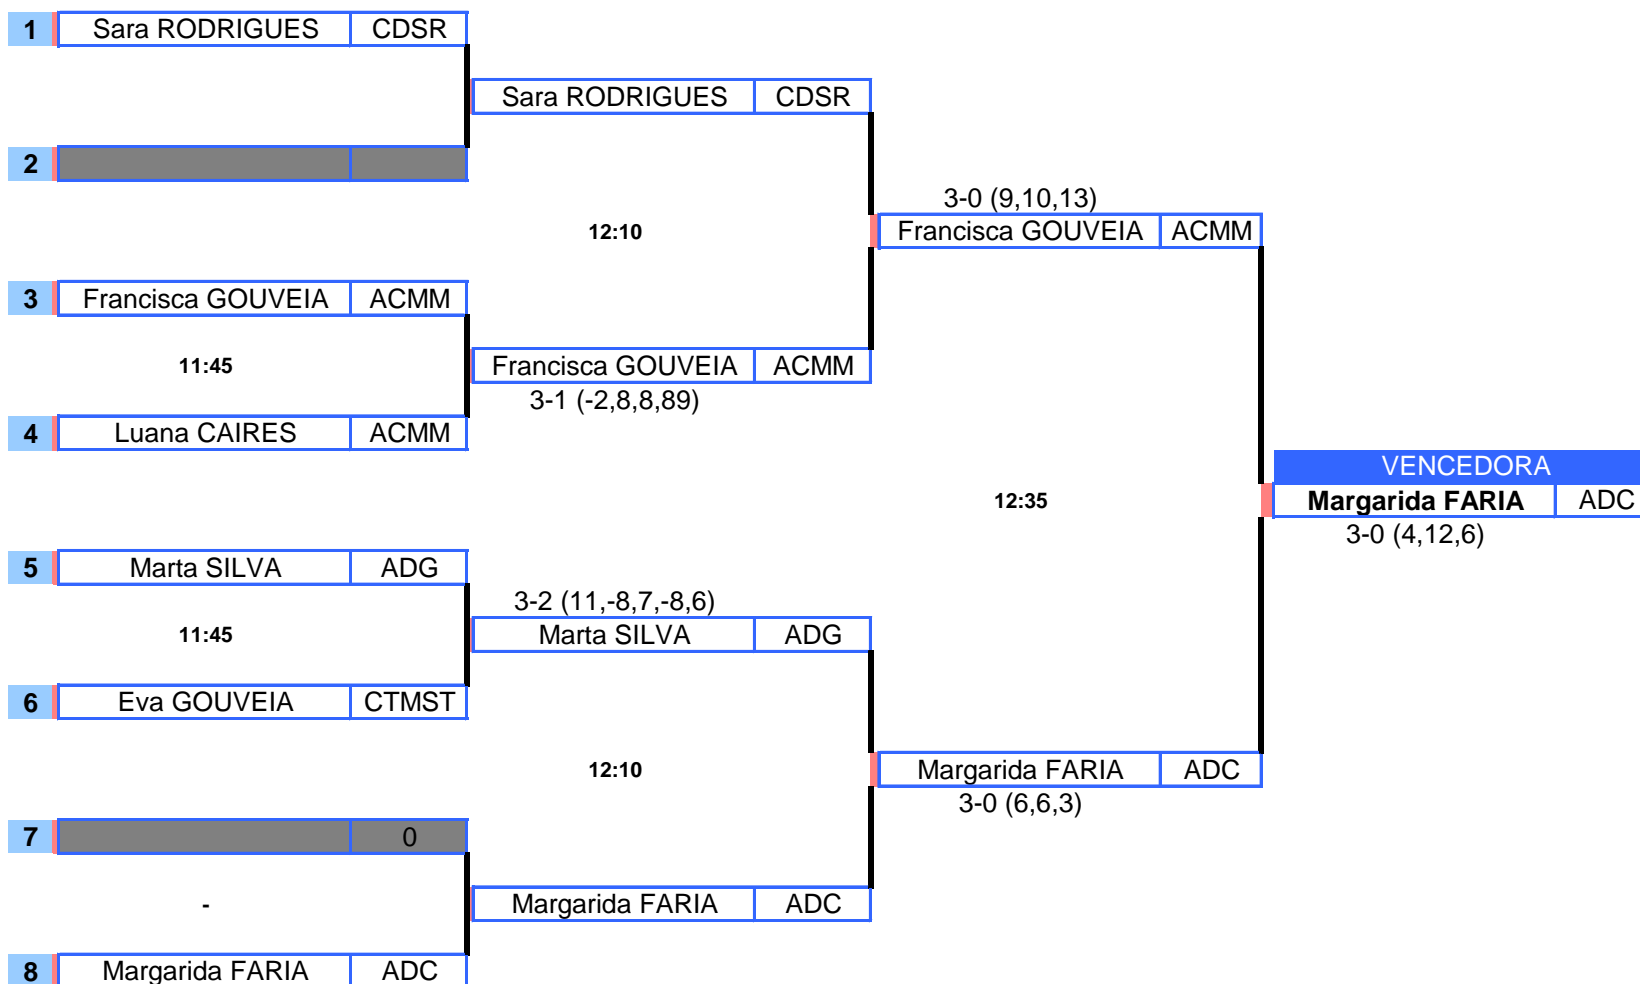 1 Sara RODRIGUES CDSR
Sara RODRIGUES CDSR
2
3-0 (9,10,13)
12:10
Francisca GOUVEIA ACMM
3 Francisca GOUVEIA ACMM
11:45
Francisca GOUVEIA ACMM
3-1 (-2,8,8,89)
4 Luana CAIRES ACMM
VENCEDORA
12:35
Margarida FARIA ADC
3-0 (4,12,6)
5 Marta SILVA ADG
3-2 (11,-8,7,-8,6)
11:45
Marta SILVA ADG
6 Eva GOUVEIA CTMST
12:10
Margarida FARIA ADC
3-0 (6,6,3)
7 0
-
Margarida FARIA ADC
8 Margarida FARIA ADC